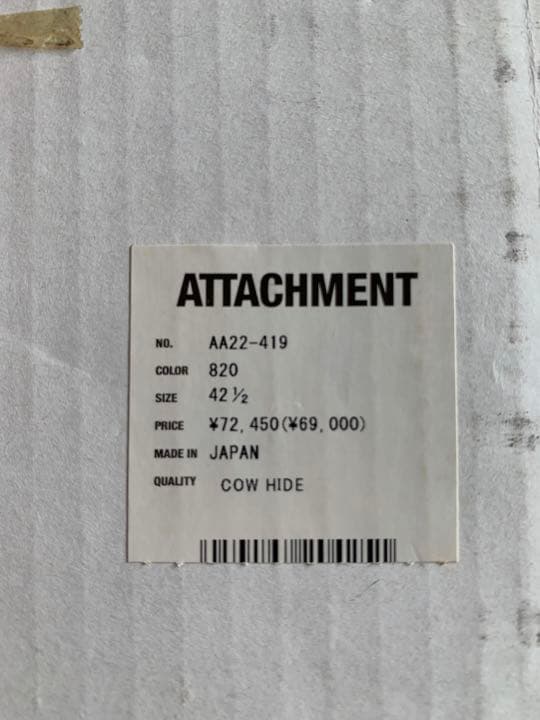 ATTACHMENT
NO. AA22-419
COLOR 820
SIZE 42 ½
PRICE ¥72,450(¥69,000)
MADE IN JAPAN
QUALITY COW HIDE